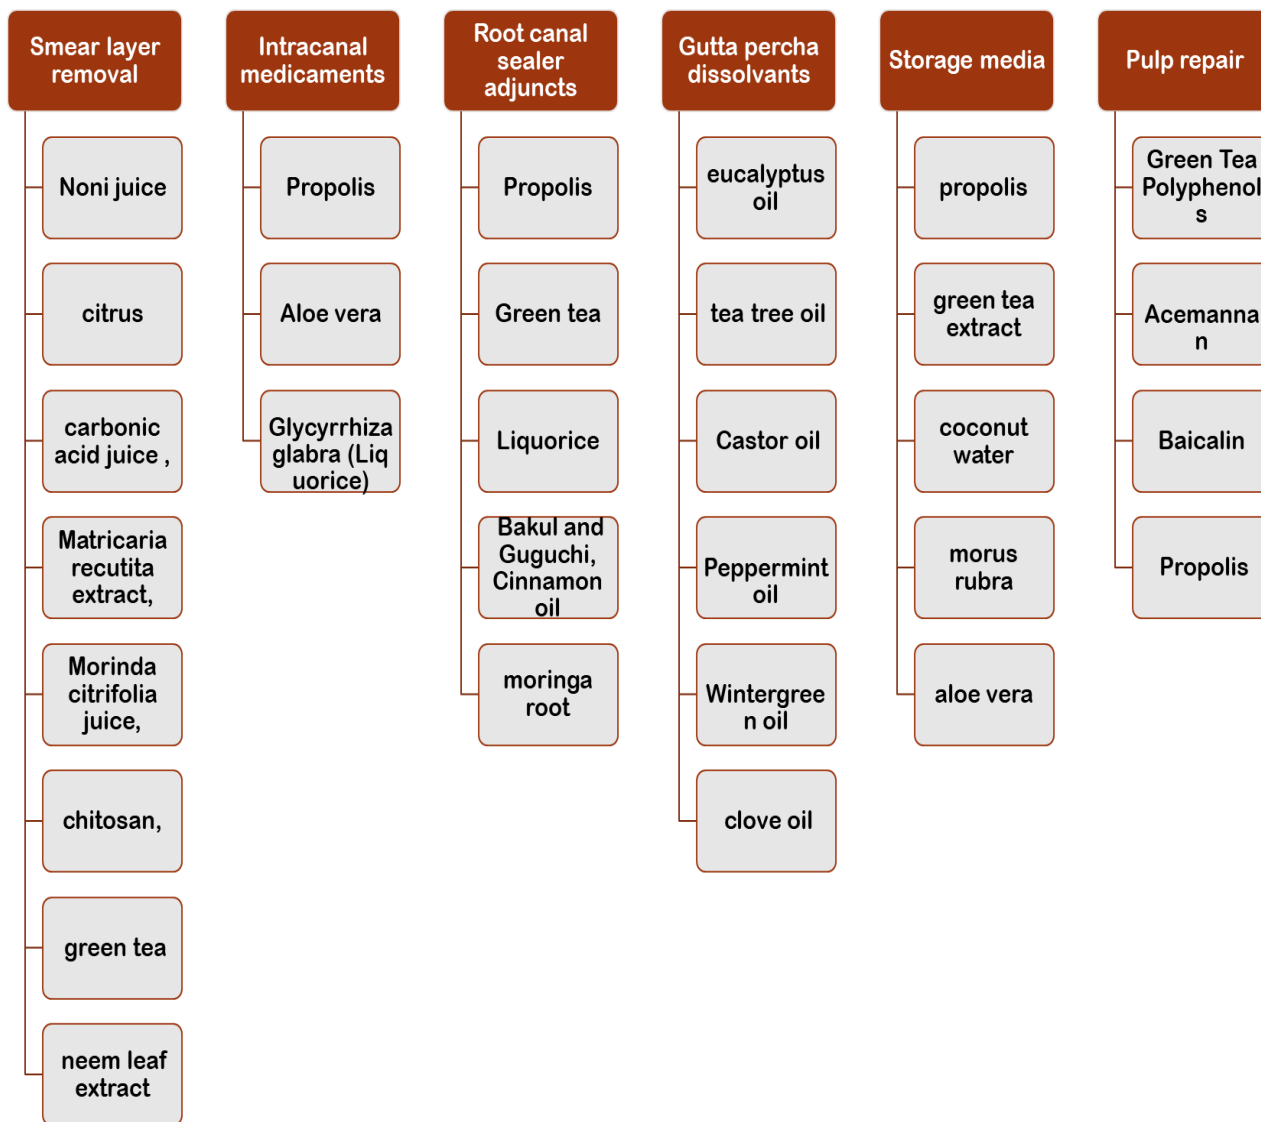 Smear layer
removal
Noni juice
citrus
carbonic
acid juice ,
Matricaria
recutita
extract,
Morinda
citrifolia
juice,
chitosan,
green tea
neem leaf
extract
Intracanal
medicaments
Propolis
Aloe vera
Glycyrrhiza
glabra (Liq
uorice)
Root canal
sealer
adjuncts
Propolis
Green tea
Liquorice
Bakul and
Guguchi,
Cinnamon
oil
moringa
root
Gutta percha
dissolvants
eucalyptus
oil
tea tree oil
Castor oil
Peppermint
oil
Wintergree
n oil
clove oil
Storage media
propolis
green tea
extract
coconut
water
morus
rubra
aloe vera
Pulp repair
Green Tea
Polyphenol
s
Acemanna
n
Baicalin
Propolis